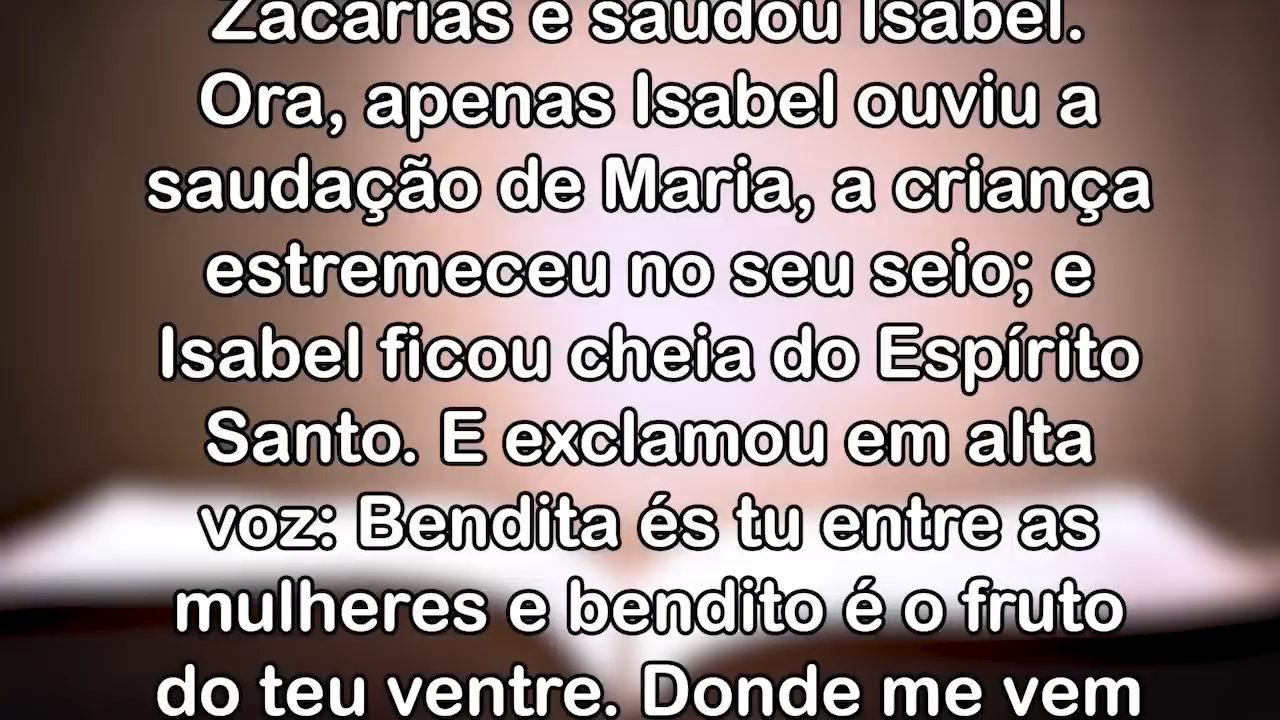 Zacarias e saudou Isabel.
Ora, apenas Isabel ouviu a
saudação de Maria, a criança
estremeceu no seu seio; e
Isabel ficou cheia do Espírito
Santo. E exclamou em alta
voz: Bendita és tu entre as
mulheres e bendito é o fruto
do teu ventre. Donde me vem